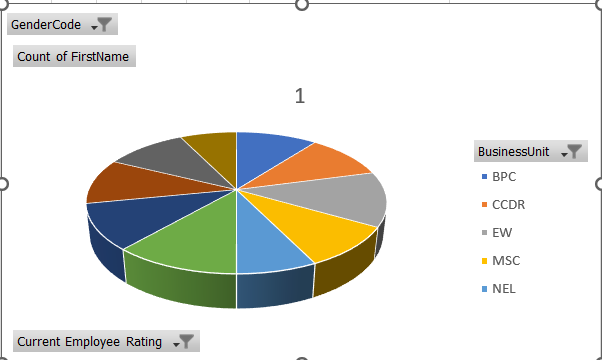 GenderCode
Count of FirstName
1
BusinessUnit
BPC
CCDR
EW
MSC
NEL
Current Employee Rating